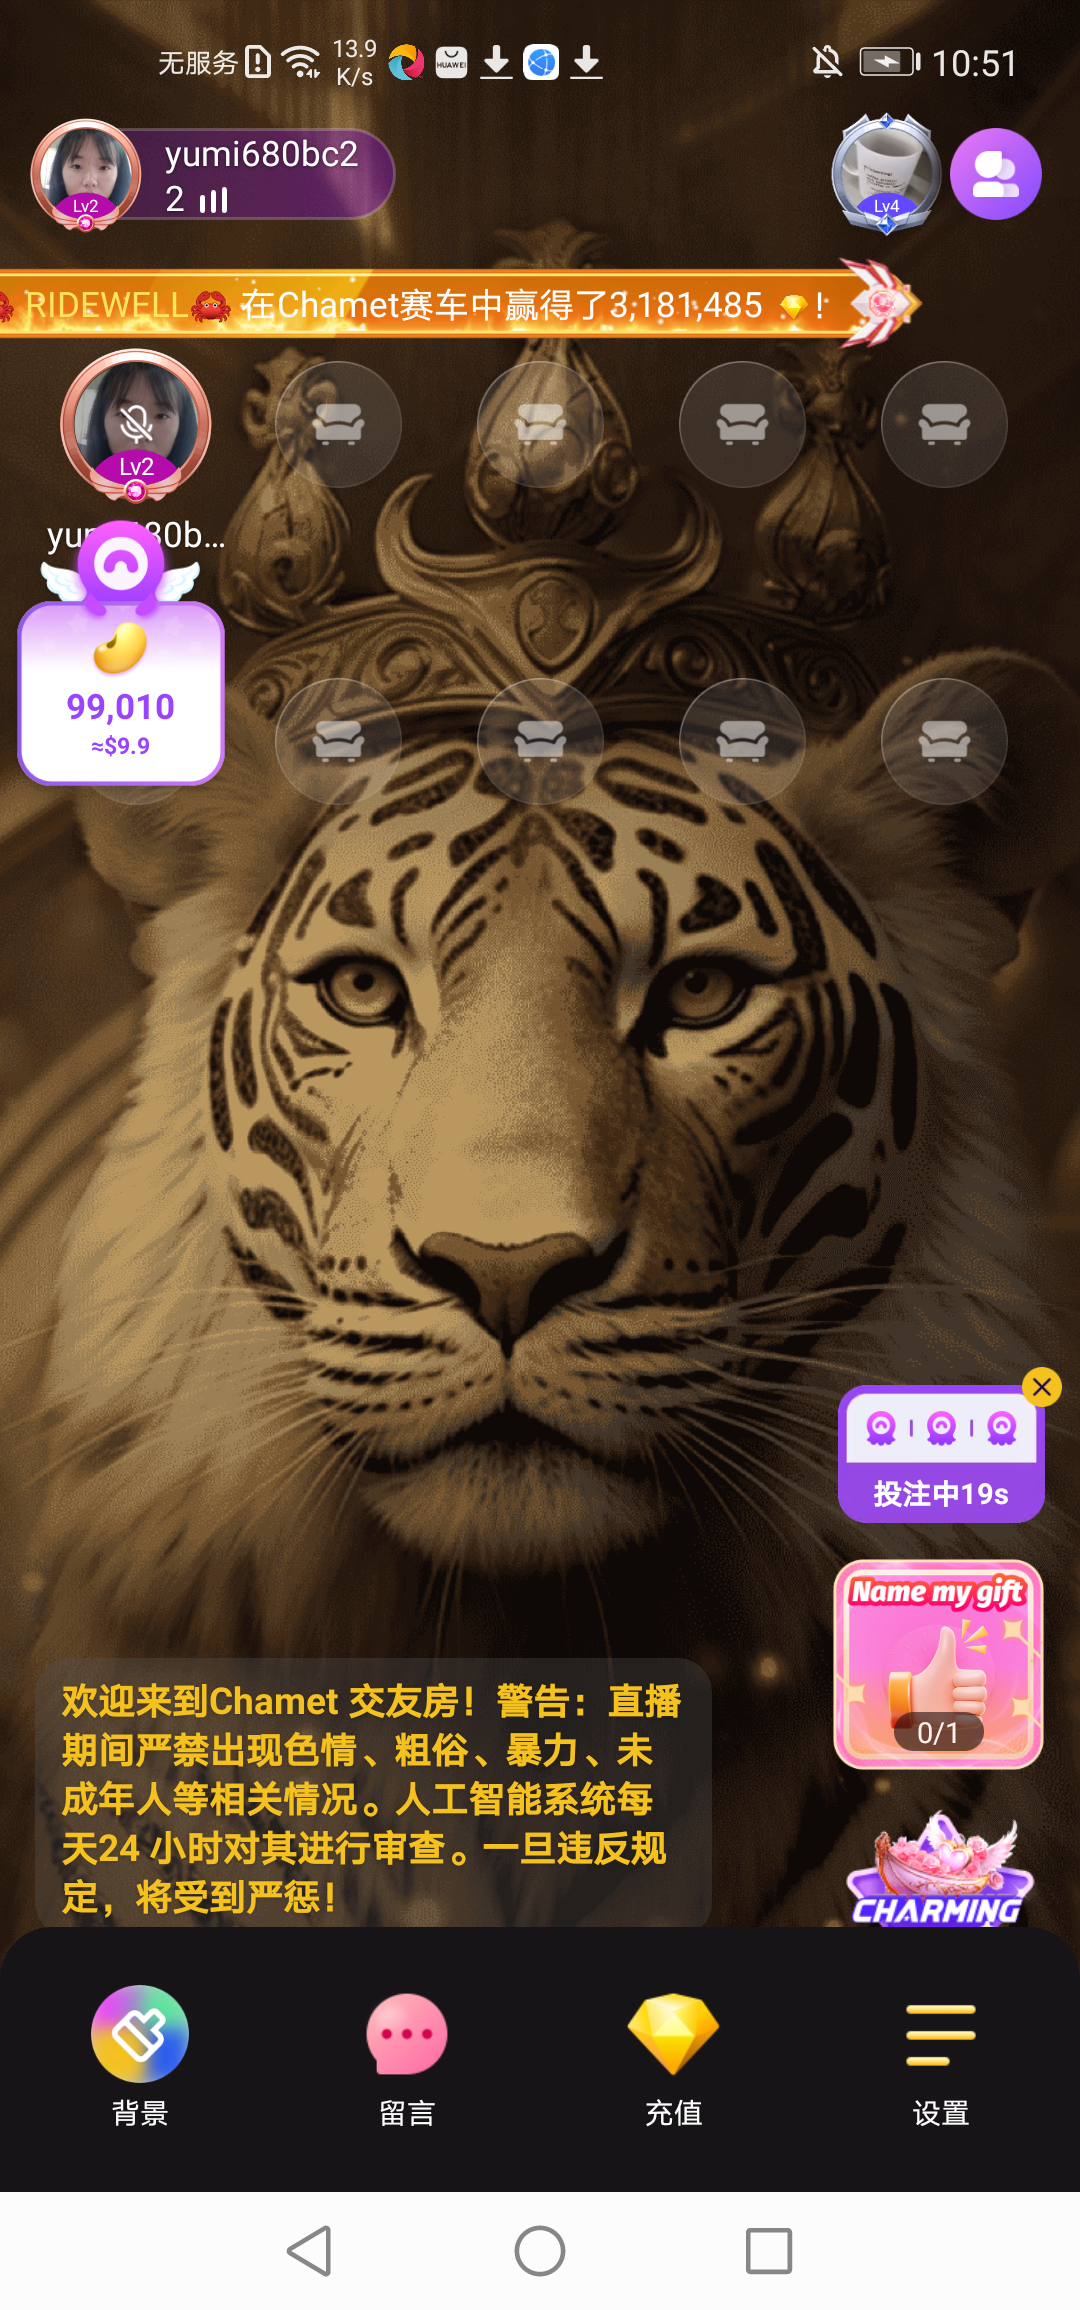 无服务
13.9
K/s
HUAWEI
10:51
yumi680bc2
2
Lv2
Lv4
RIDEWELL🦀 在Chamet赛车中赢得了3,181,485 💎!
Lv2
99,010
≈$9.9
投注中19s
Name my gift
0/1
欢迎来到Chamet 交友房！警告：直播
期间严禁出现色情、粗俗、暴力、未
成年人等相关情况。人工智能系统每
天24 小时对其进行审查。一旦违反规
定，将受到严惩！
CHARMING
背景
留言
充值
设置